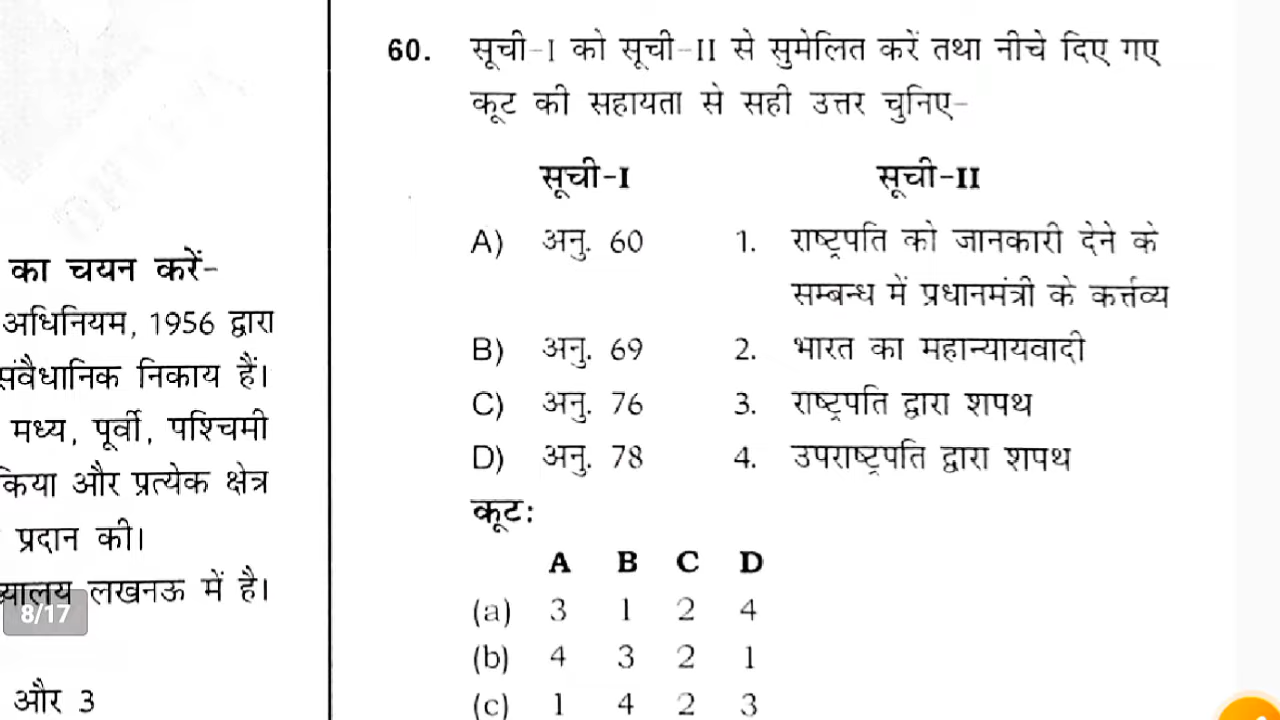 का चयन करें-
अधिनियम, 1956 द्वारा
संवैधानिक निकाय हैं।
मध्य, पूर्वी, पश्चिमी
किया और प्रत्येक क्षेत्र
प्रदान की।
लखनऊ में है।
8/17
और 3
60. सूची-I को सूची-II से सुमेलित करें तथा नीचे दिए गए
कूट की सहायता से सही उत्तर चुनिए-
सूची-I सूची-II
A) अनु. 60 1. राष्ट्रपति को जानकारी देने के
सम्बन्ध में प्रधानमंत्री के कर्त्तव्य
B) अनु. 69 2. भारत का महान्यायवादी
C) अनु. 76 3. राष्ट्रपति द्वारा शपथ
D) अनु. 78 4. उपराष्ट्रपति द्वारा शपथ
कूट:
A B C D
(a) 3 1 2 4
(b) 4 3 2 1
(c) 1 4 2 3